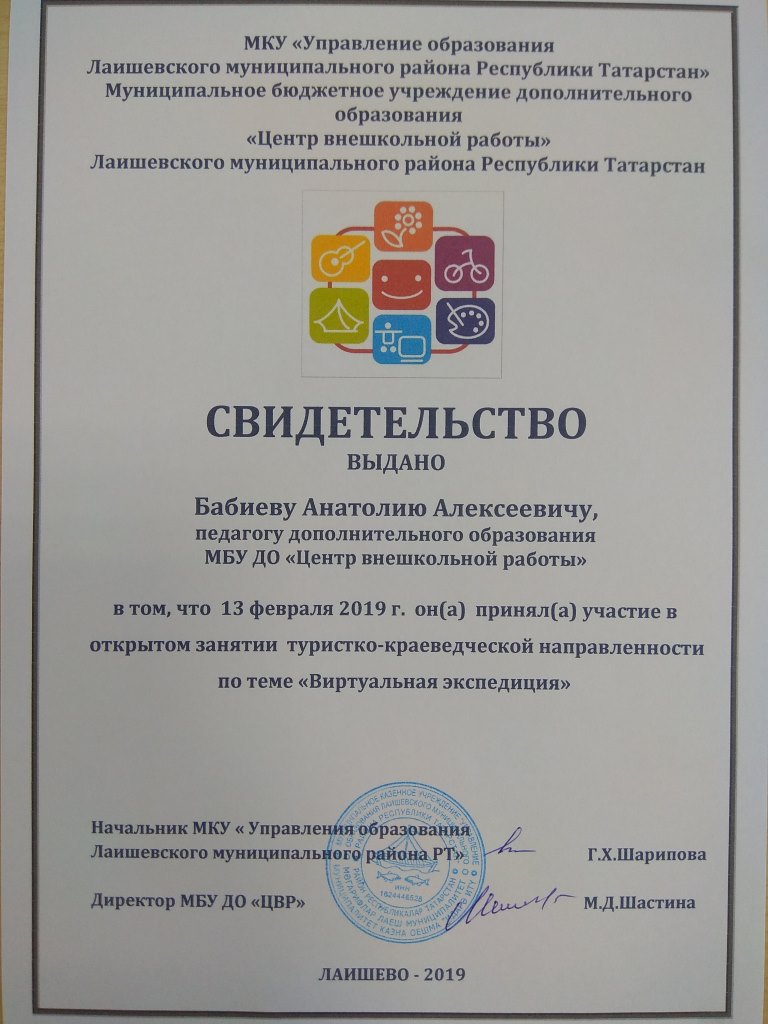 МКУ «Управление образования
Лаишевского муниципального района Республики Татарстан»
Муниципальное бюджетное учреждение дополнительного
образования
«Центр внешкольной работы»
Лаишевского муниципального района Республики Татарстан
СВИДЕТЕЛЬСТВО
ВЫДАНО
Бабиеву Анатолию Алексеевичу,
педагогу дополнительного образования
МБУ ДО «Центр внешкольной работы»
в том, что 13 февраля 2019 г. он(а) принял(а) участие в
открытом занятии туристко-краеведческой направленности
по теме «Виртуальная экспедиция»
Начальник МКУ « Управления образования
Лаишевского муниципального района РТ» Г.Х.Шарипова
Директор МБУ ДО «ЦВР» М.Д.Шастина
ИНН
1624446528
ЛАИШЕВО - 2019